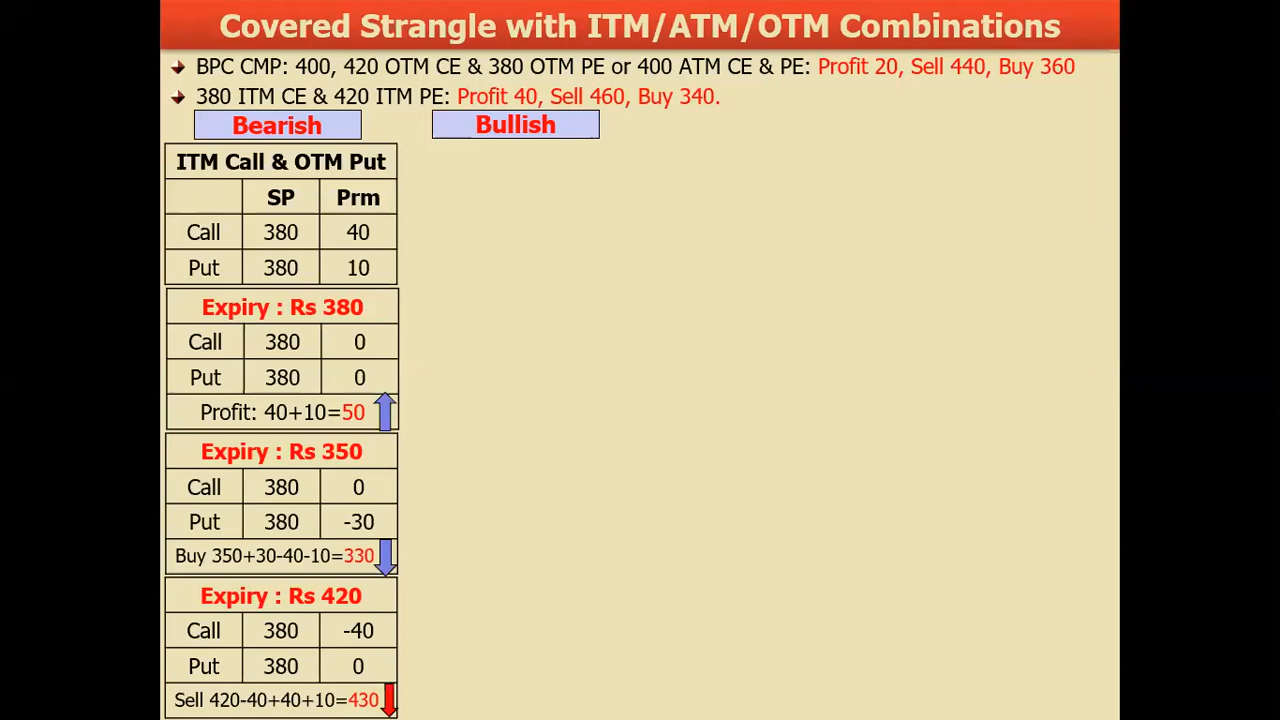 Covered Strangle with ITM/ATM/OTM Combinations
BPC CMP: 400, 420 OTM CE & 380 OTM PE or 400 ATM CE & PE: Profit 20, Sell 440, Buy 360
380 ITM CE & 420 ITM PE: Profit 40, Sell 460, Buy 340.
Bearish
Bullish
ITM Call & OTM Put
SP Prm
Call 380 40
Put 380 10
Expiry : Rs 380
Call 380 0
Put 380 0
Profit: 40+10=50
Expiry : Rs 350
Call 380 0
Put 380 -30
Buy 350+30-40-10=330
Expiry : Rs 420
Call 380 -40
Put 380 0
Sell 420-40+40+10=430